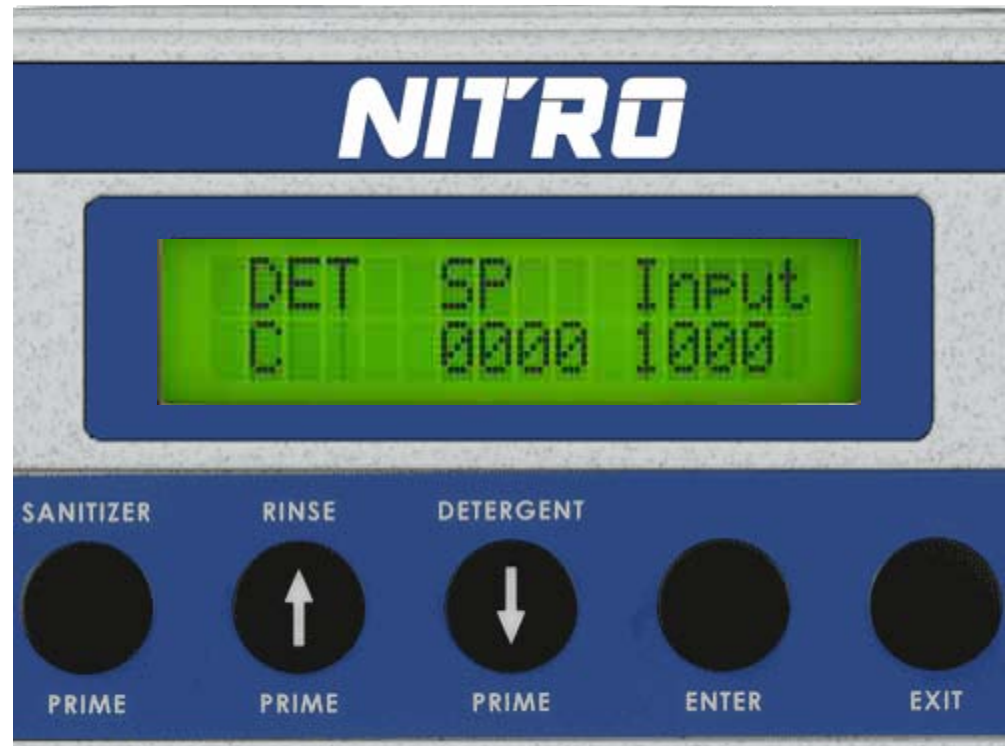 NITRO
DET SP Input
C 0000 1000
SANITIZER RINSE DETERGENT
PRIME PRIME PRIME ENTER EXIT